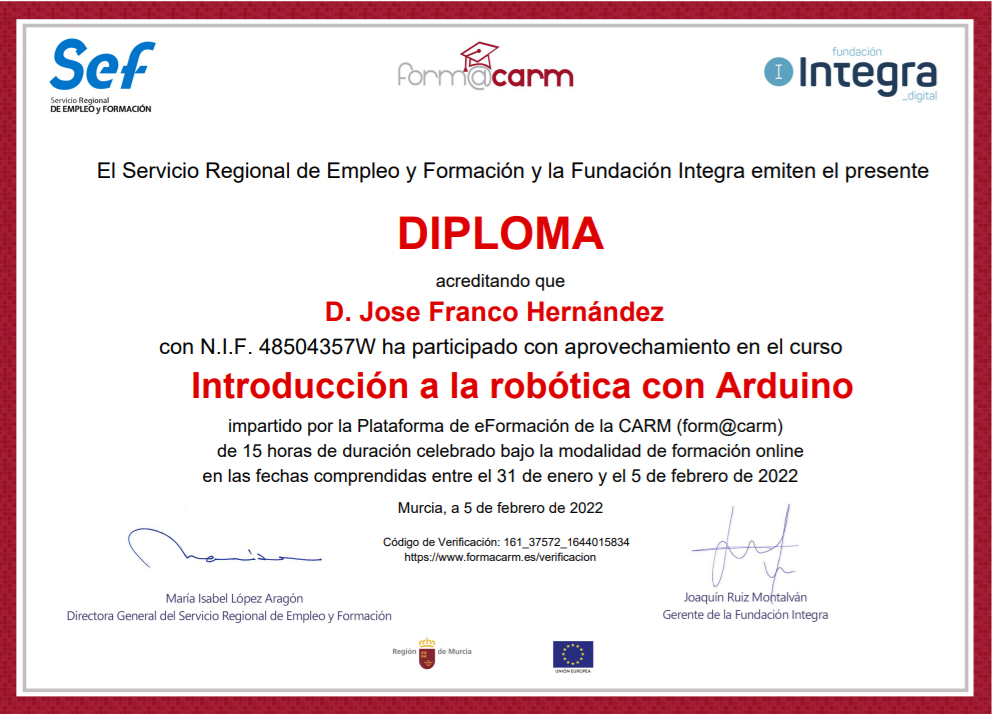 Sef
Servicio Regional
DE EMPLEO y FORMACIÓN
form@carm
fundación
Integra
_digital
El Servicio Regional de Empleo y Formación y la Fundación Integra emiten el presente
DIPLOMA
acreditando que
D. Jose Franco Hernández
con N.I.F. 48504357W ha participado con aprovechamiento en el curso
Introducción a la robótica con Arduino
impartido por la Plataforma de eFormación de la CARM (form@carm)
de 15 horas de duración celebrado bajo la modalidad de formación online
en las fechas comprendidas entre el 31 de enero y el 5 de febrero de 2022
Murcia, a 5 de febrero de 2022
Código de Verificación: 161_37572_1644015834
https://www.formacarm.es/verificacion
María Isabel López Aragón
Directora General del Servicio Regional de Empleo y Formación
Joaquín Ruiz Montalván
Gerente de la Fundación Integra
Región de Murcia
UNIÓN EUROPEA